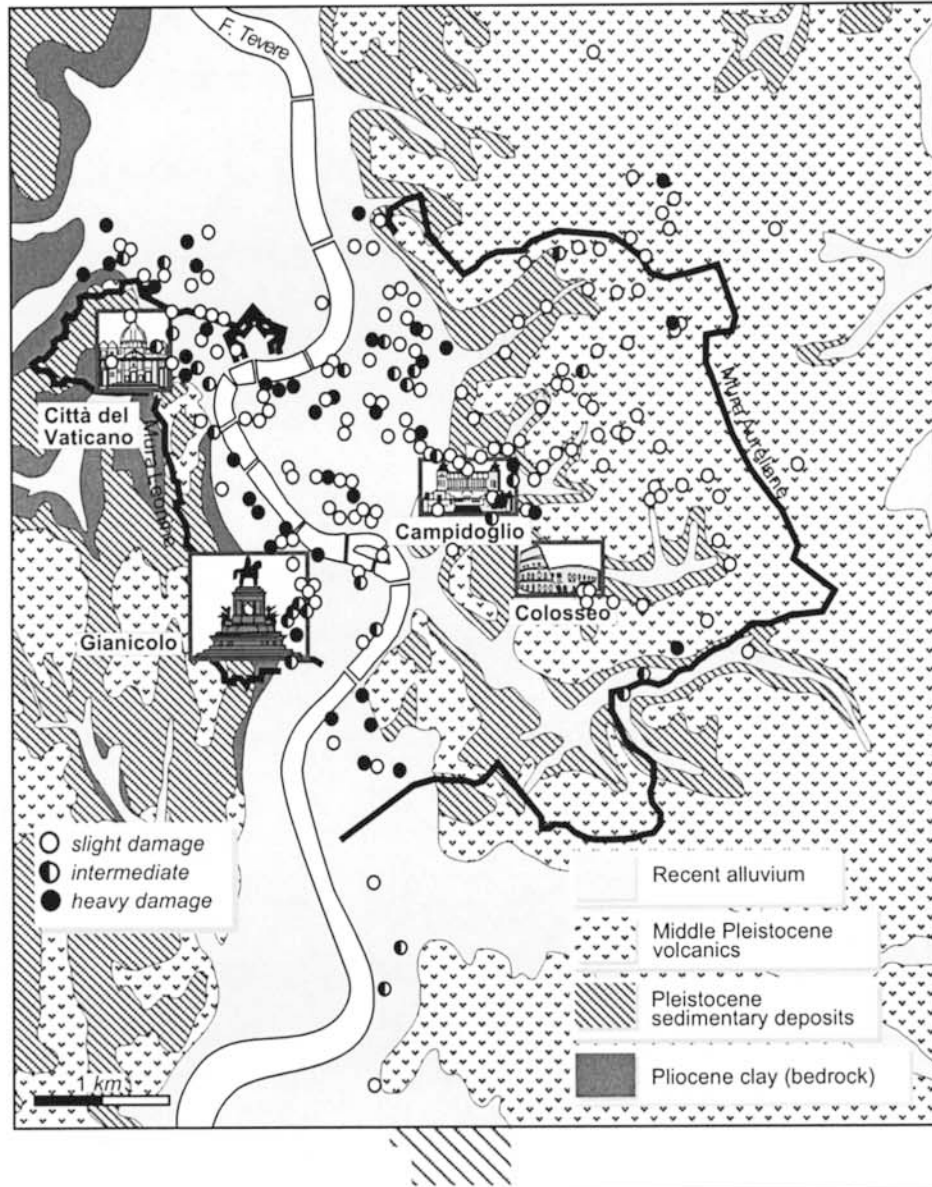 F. Tevere
Città del
Vaticano
Mura Leonine
Mura Aureliane
Campidoglio
Colosseo
Gianicolo
slight damage
intermediate
heavy damage
Recent alluvium
Middle Pleistocene
volcanics
Pleistocene
sedimentary deposits
Pliocene clay (bedrock)
1 km